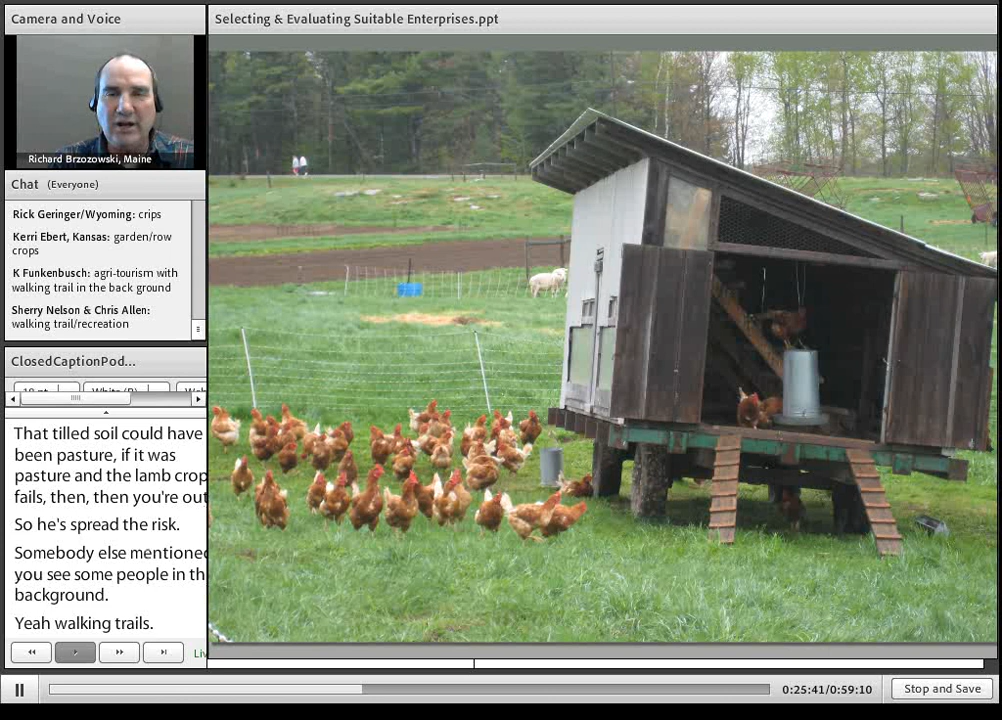 Camera and Voice
Selecting & Evaluating Suitable Enterprises.ppt
Richard Brzozowski, Maine
Chat (Everyone)
Rick Geringer/Wyoming: crips
Kerri Ebert, Kansas: garden/row
crops
K Funkenbusch: agri-tourism with
walking trail in the back ground
Sherry Nelson & Chris Allen:
walking trail/recreation
ClosedCaptionPod...
That tilled soil could have
been pasture, if it was
pasture and the lamb crop
fails, then, then you're out
So he's spread the risk.
Somebody else mentioned
you see some people in th
background.
Yeah walking trails.
Liv
0:25:41/0:59:10
Stop and Save